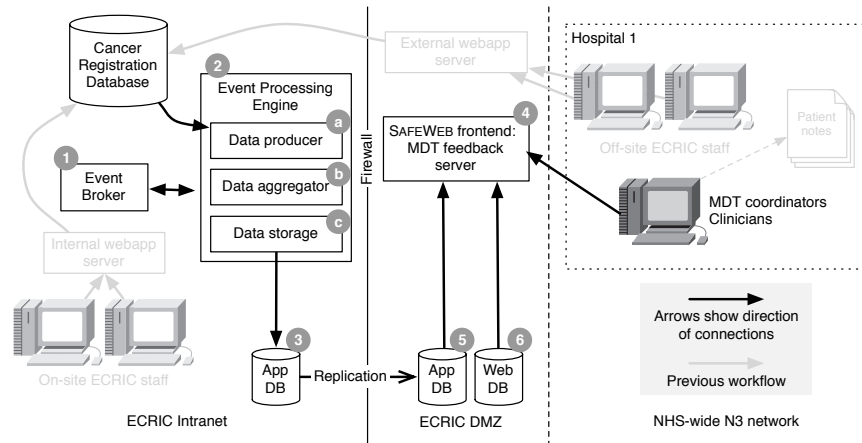 Cancer
Registration
Database
2
Event Processing
Engine
a
Data producer
1
Event
Broker
b
Data aggregator
c
Data storage
Internal webapp
server
On-site ECRIC staff
3
App
DB
Replication
ECRIC Intranet
Firewall
External webapp
server
4
SAFEWEB frontend:
MDT feedback
server
5
App
DB
6
Web
DB
ECRIC DMZ
Hospital 1
Off-site ECRIC staff
Patient
notes
MDT coordinators
Clinicians
Arrows show direction
of connections
Previous workflow
NHS-wide N3 network